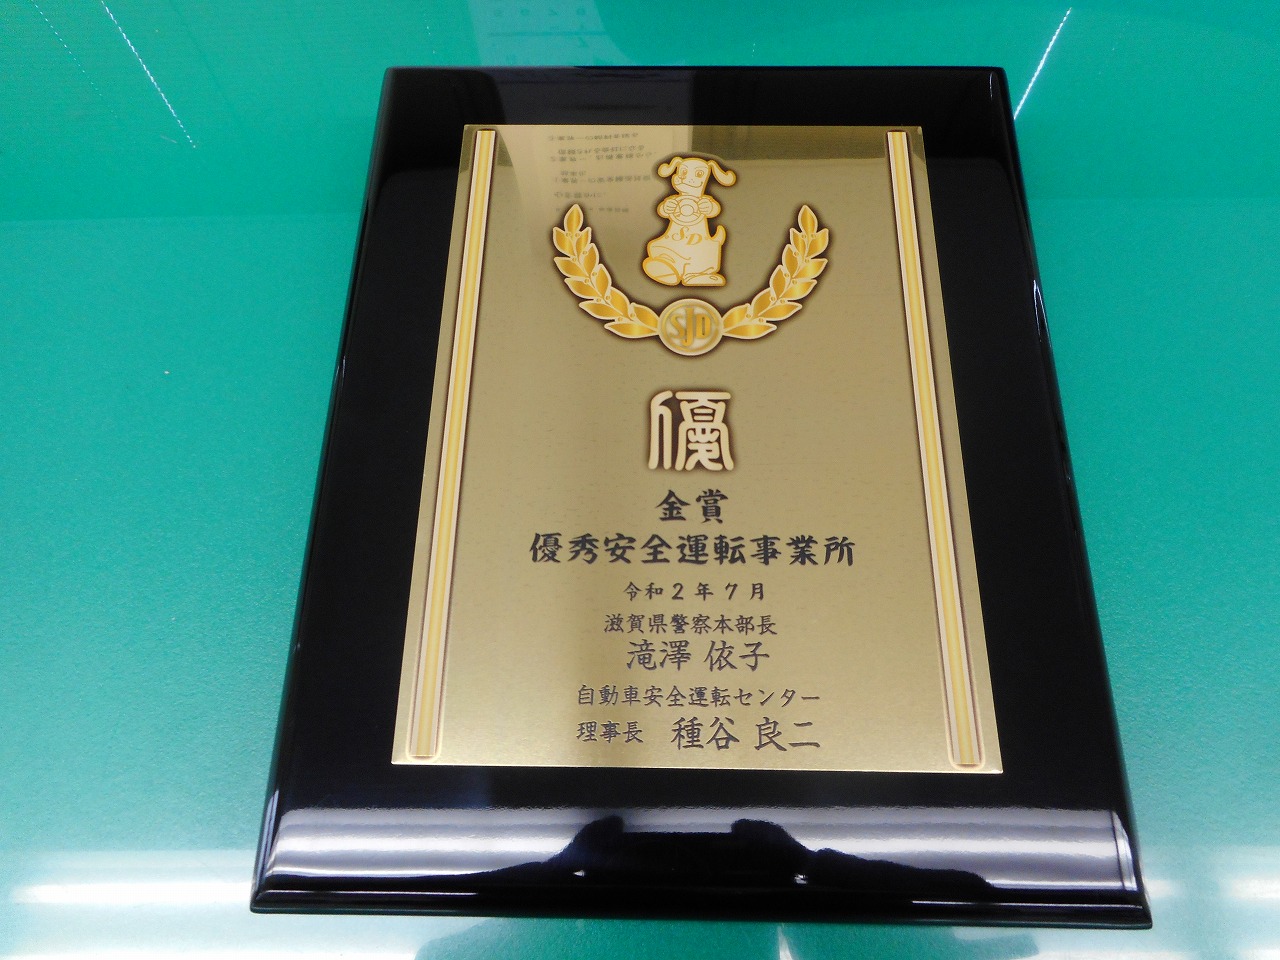 SD
SJD
優
金賞
優秀安全運転事業所
令和2年7月
滋賀県警察本部長
滝澤 依子
自動車安全運転センター
理事長 種谷 良二